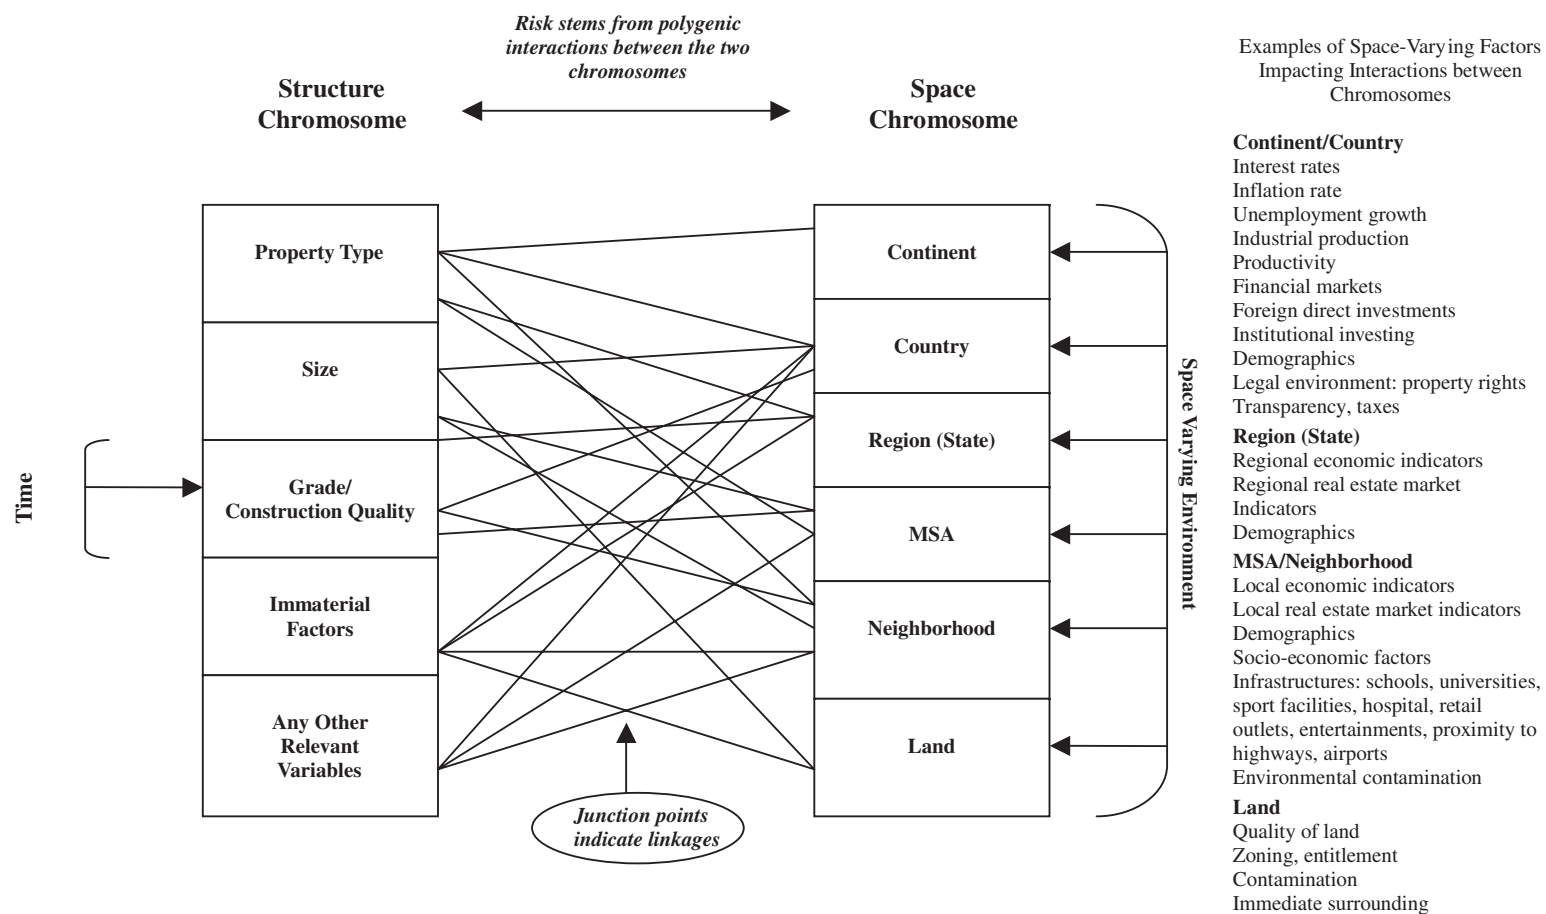 Risk stems from polygenic
interactions between the two
chromosomes
Structure
Chromosome
Space
Chromosome
Property Type
Size
Grade/
Construction Quality
Immaterial
Factors
Any Other
Relevant
Variables
Time
Continent
Country
Region (State)
MSA
Neighborhood
Land
Space Varying Environment
Junction points
indicate linkages
Examples of Space-Varying Factors
Impacting Interactions between
Chromosomes
Continent/Country
Interest rates
Inflation rate
Unemployment growth
Industrial production
Productivity
Financial markets
Foreign direct investments
Institutional investing
Demographics
Legal environment: property rights
Transparency, taxes
Region (State)
Regional economic indicators
Regional real estate market
Indicators
Demographics
MSA/Neighborhood
Local economic indicators
Local real estate market indicators
Demographics
Socio-economic factors
Infrastructures: schools, universities,
sport facilities, hospital, retail
outlets, entertainments, proximity to
highways, airports
Environmental contamination
Land
Quality of land
Zoning, entitlement
Contamination
Immediate surrounding